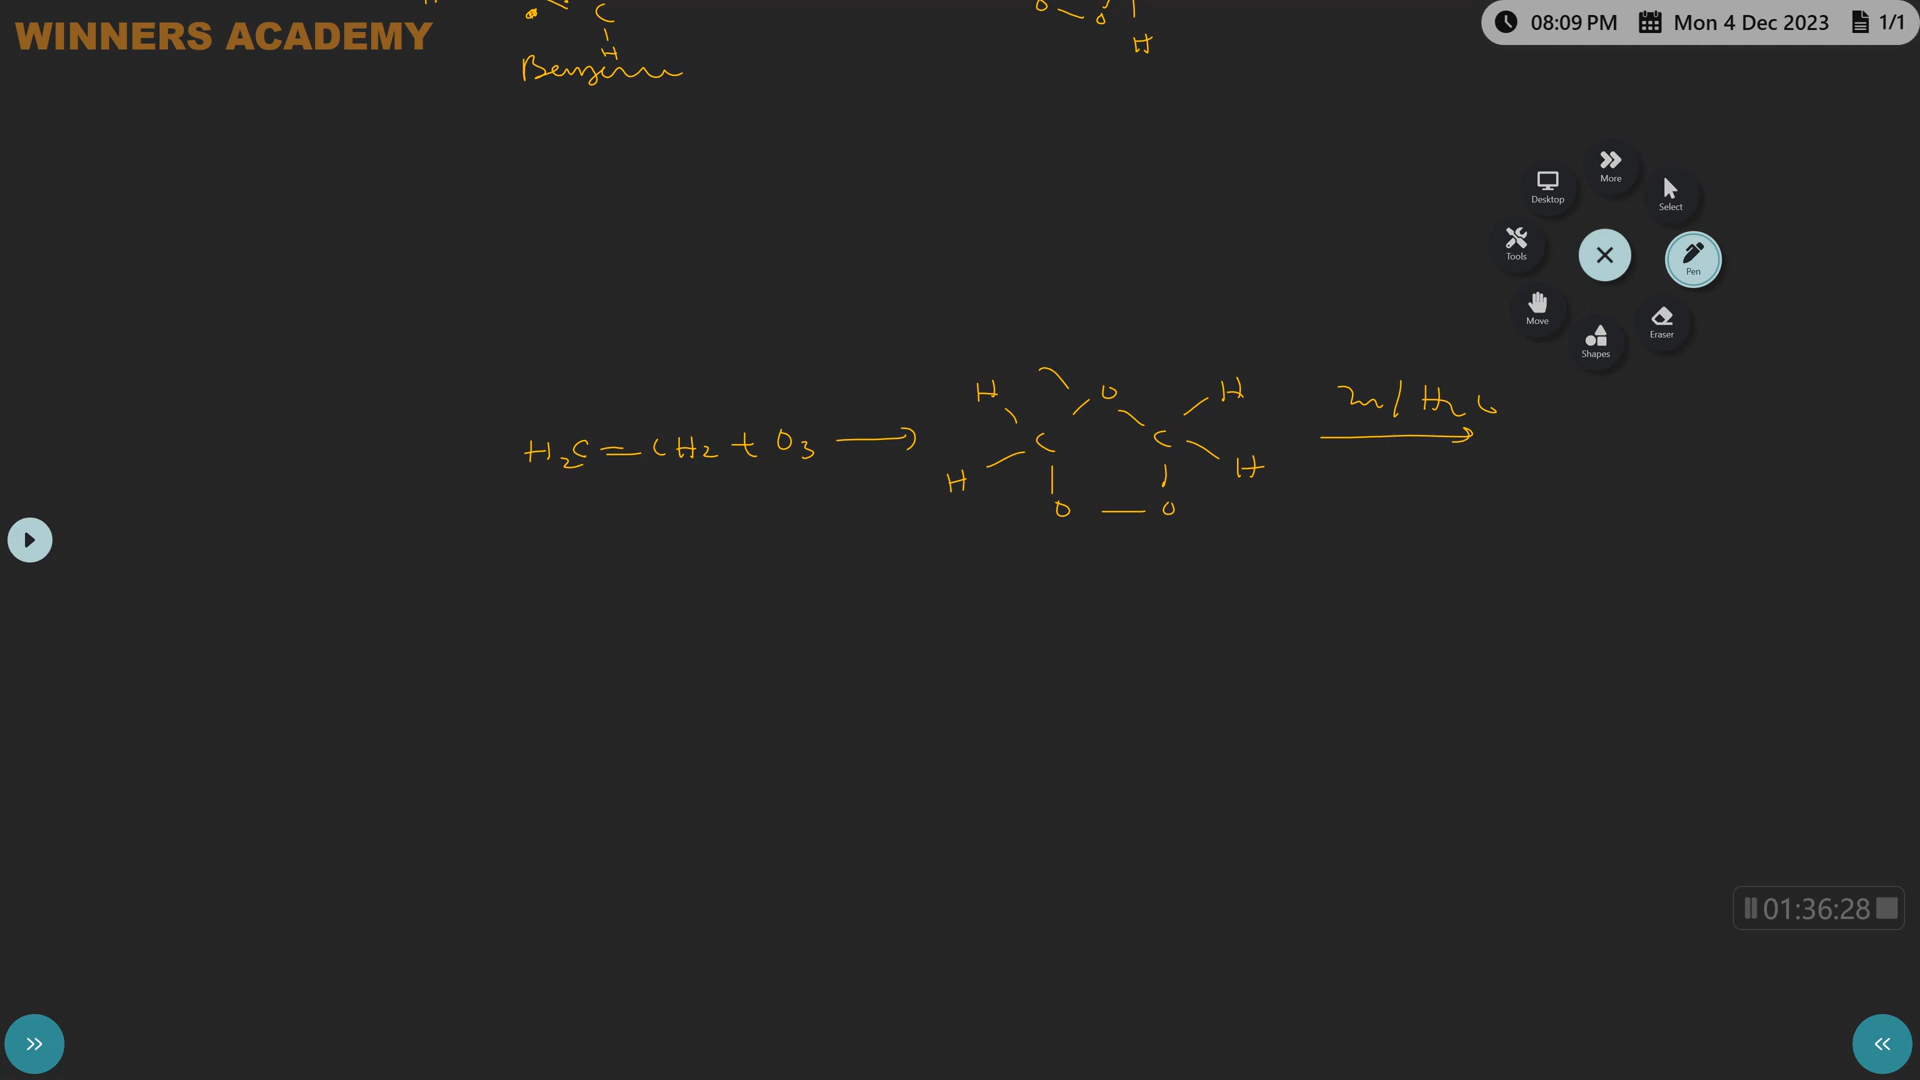 WINNERS ACADEMY
08:09 PM Mon 4 Dec 2023 1/1
C
H
Benzene
O O
H
More
Desktop
Select
Tools
Pen
Move
Eraser
Shapes
H O H
H₂C = CH₂ + O₃ → C C
H H
O — O
/ H₂O
01:36:28